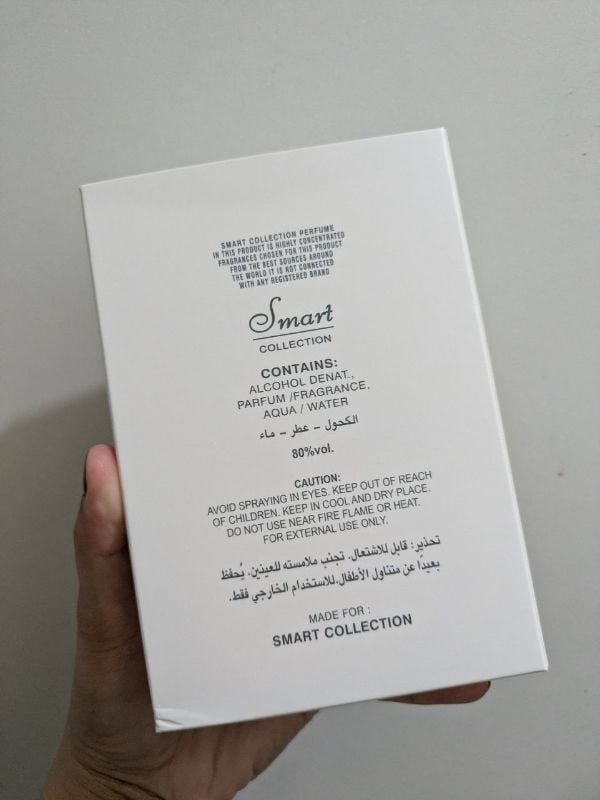 SMART COLLECTION PERFUME
IN THIS PRODUCT IS HIGHLY CONCENTRATED
FRAGRANCES CHOSEN FOR THIS PRODUCT
FROM THE BEST SOURCES AROUND
THE WORLD IT IS NOT CONNECTED
WITH ANY REGISTERED BRAND
Smart
COLLECTION
CONTAINS:
ALCOHOL DENAT.,
PARFUM /FRAGRANCE,
AQUA / WATER
الكحول – عطر – ماء
80%vol.
CAUTION:
AVOID SPRAYING IN EYES. KEEP OUT OF REACH
OF CHILDREN. KEEP IN COOL AND DRY PLACE.
DO NOT USE NEAR FIRE FLAME OR HEAT.
FOR EXTERNAL USE ONLY.
تحذير: قابل للاشتعال. تجنب ملامسته للعينين. يُحفظ
بعيداً عن متناول الأطفال.للاستخدام الخارجي فقط.
MADE FOR :
SMART COLLECTION